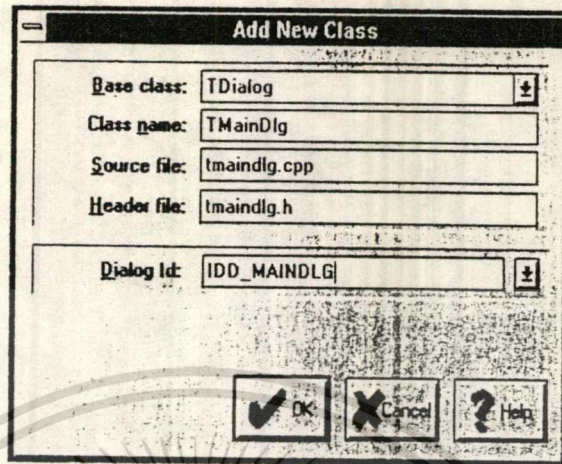 Add New Class
Base class: TDialog
Class name: TMainDlg
Source file: tmaindlg.cpp
Header file: tmaindlg.h
Dialog Id: IDD_MAINDLG
OK Cancel Help